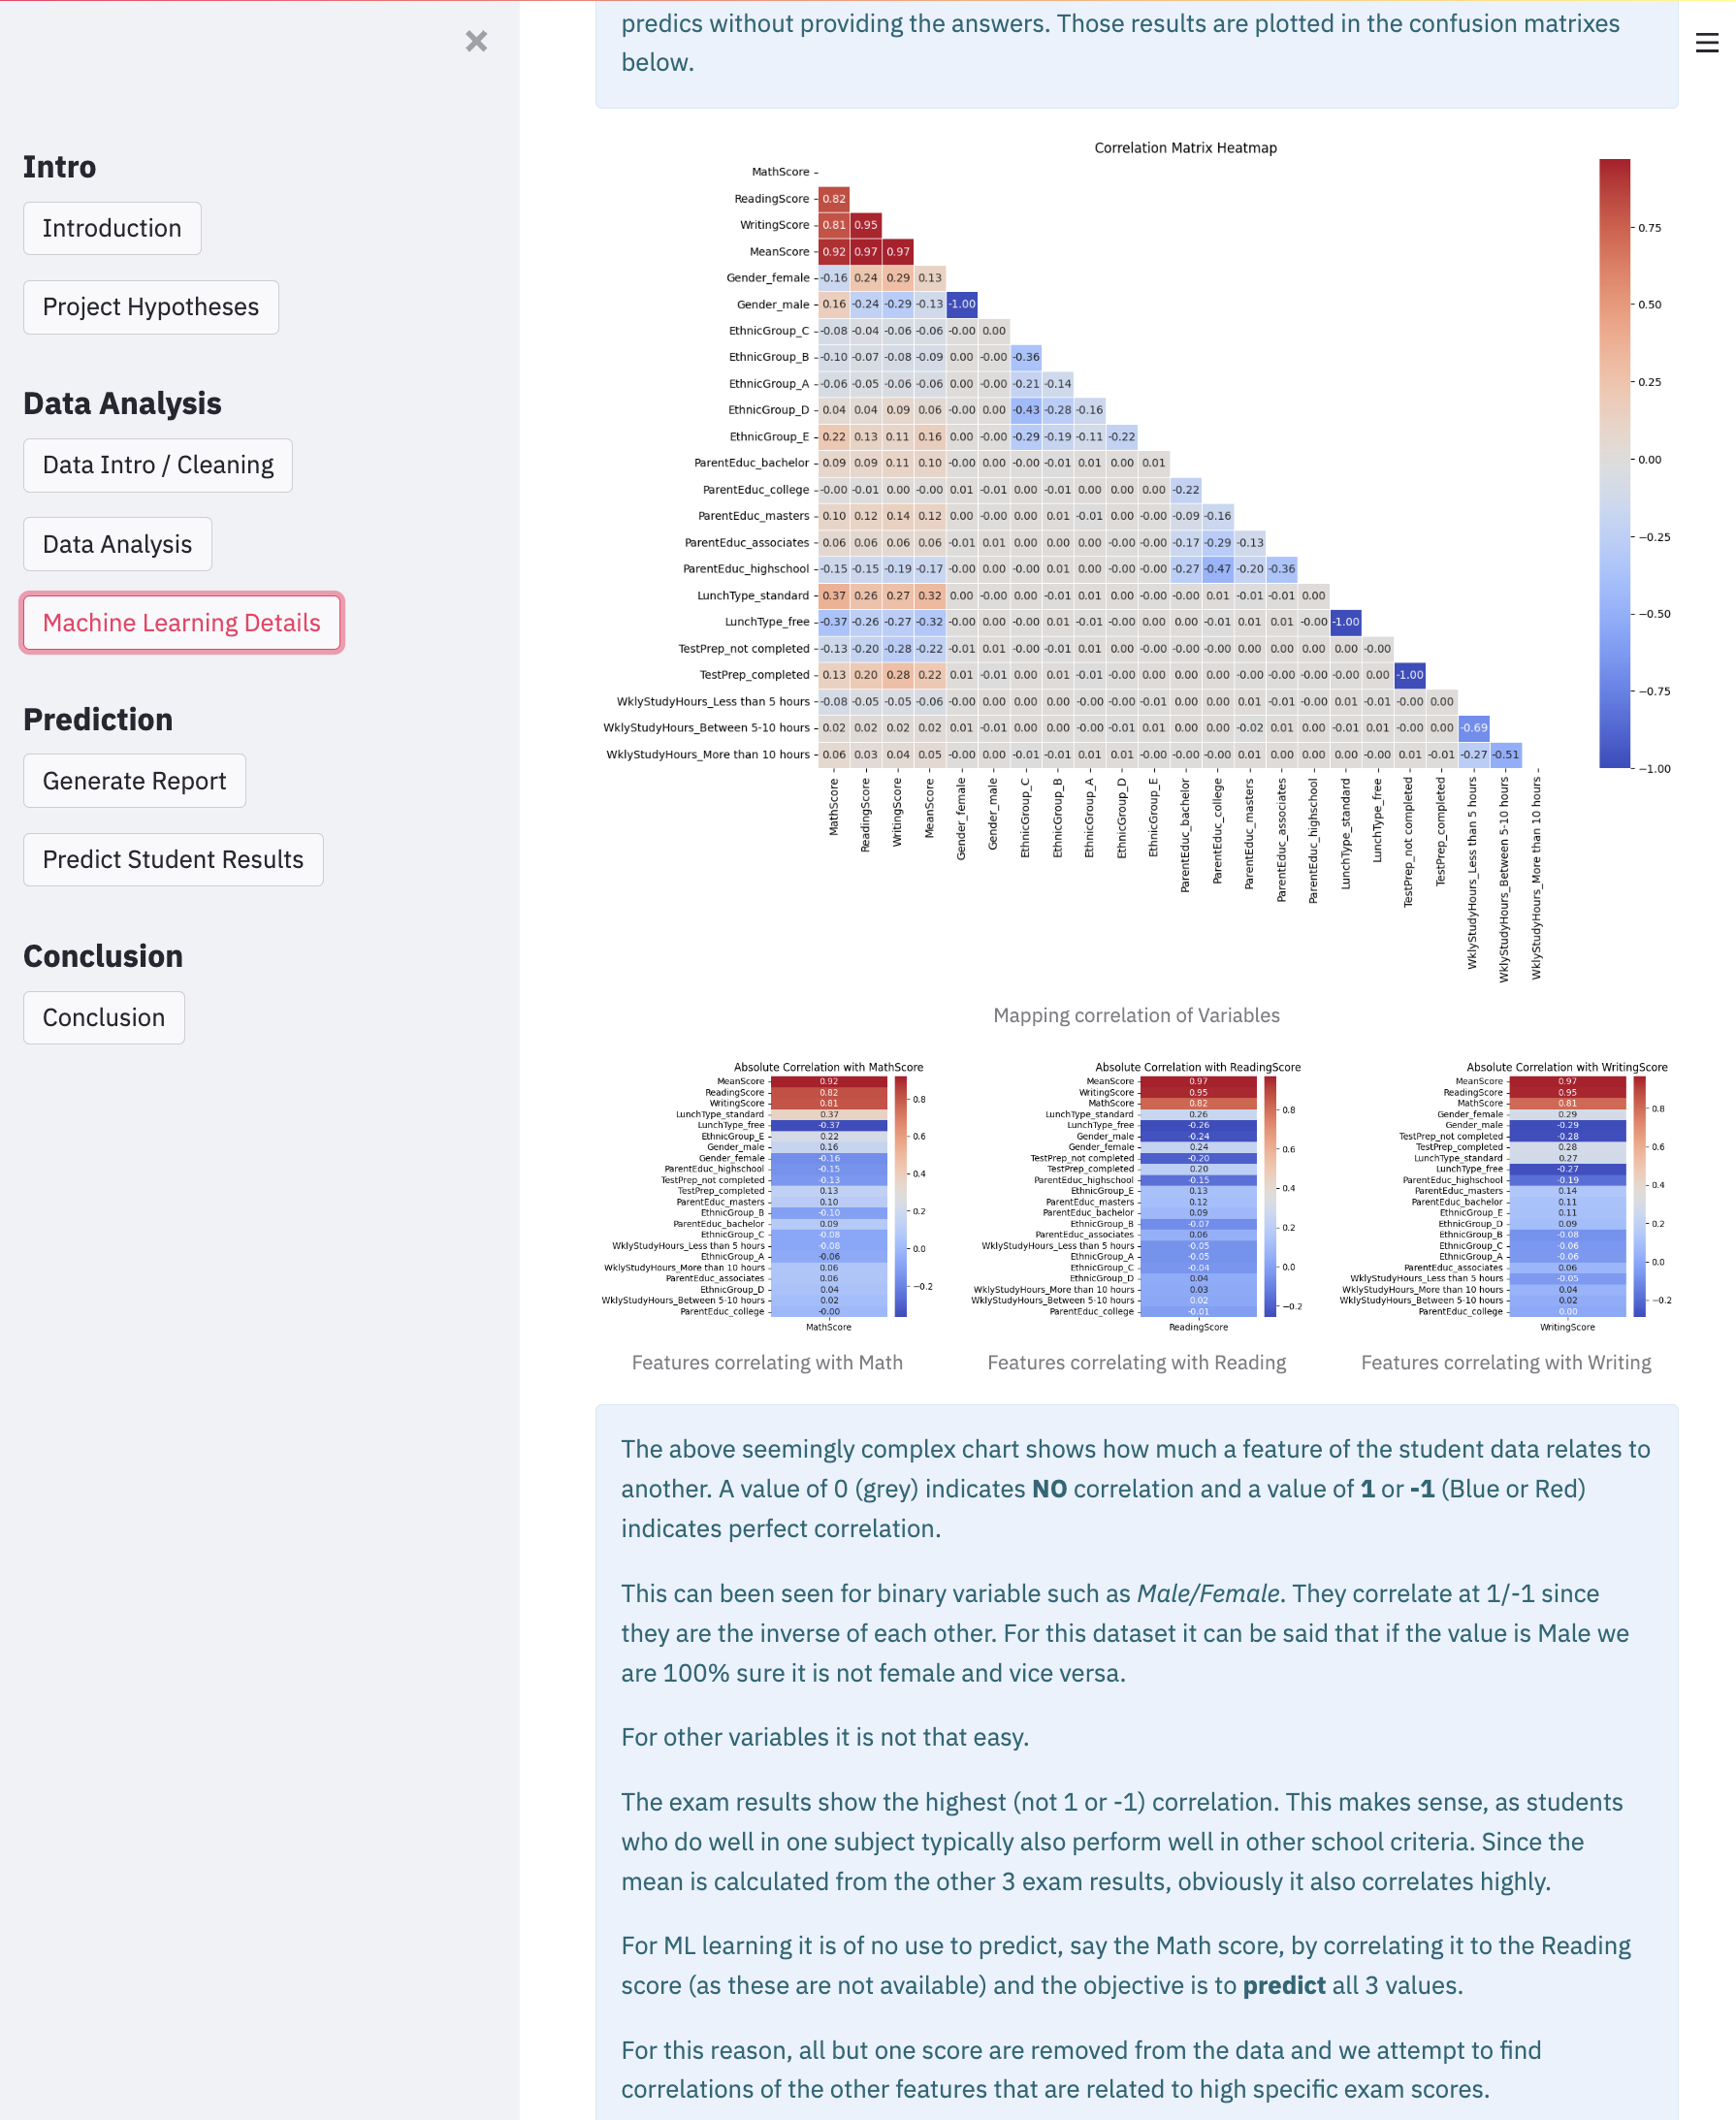 predics without providing the answers. Those results are plotted in the confusion matrixes
below.
Intro
Introduction
Project Hypotheses
Data Analysis
Data Intro / Cleaning
Data Analysis
Machine Learning Details
Prediction
Generate Report
Predict Student Results
Conclusion
Conclusion
Correlation Matrix Heatmap
MathScore
ReadingScore 0.82
WritingScore 0.81 0.95
MeanScore 0.92 0.97 0.97
Gender_female -0.16 0.24 0.29 0.13
Gender_male 0.16 -0.24 -0.29 -0.13 -1.00
EthnicGroup_C -0.08 -0.04 -0.06 -0.06 -0.00 0.00
EthnicGroup_B -0.10 -0.07 -0.08 -0.09 0.00 -0.00 -0.36
EthnicGroup_A -0.06 -0.05 -0.06 -0.06 0.00 -0.00 -0.21 -0.14
EthnicGroup_D 0.04 0.04 0.09 0.06 -0.00 0.00 -0.43 -0.28 -0.16
EthnicGroup_E 0.22 0.13 0.11 0.16 0.00 -0.00 -0.29 -0.19 -0.11 -0.22
ParentEduc_bachelor 0.09 0.09 0.11 0.10 -0.00 0.00 -0.00 -0.01 0.01 0.00 0.01
ParentEduc_college -0.00 -0.01 0.00 -0.00 0.01 -0.01 0.00 -0.01 0.00 0.00 0.00 -0.22
ParentEduc_masters 0.10 0.12 0.14 0.12 0.00 -0.00 0.00 0.01 -0.01 0.00 -0.00 -0.09 -0.16
ParentEduc_associates 0.06 0.06 0.06 0.06 -0.01 0.01 0.00 0.00 0.00 -0.00 -0.00 -0.17 -0.29 -0.13
ParentEduc_highschool -0.15 -0.15 -0.19 -0.17 -0.00 0.00 -0.00 0.01 0.00 -0.00 -0.00 -0.27 -0.47 -0.20 -0.36
LunchType_standard 0.37 0.26 0.27 0.32 0.00 -0.00 0.00 -0.01 0.01 0.00 -0.00 -0.00 0.01 -0.01 -0.01 0.00
LunchType_free -0.37 -0.26 -0.27 -0.32 -0.00 0.00 -0.00 0.01 -0.01 -0.00 0.00 0.00 -0.01 0.01 0.01 -0.00 -1.00
TestPrep_not completed -0.13 -0.20 -0.28 -0.22 -0.01 0.01 -0.00 -0.01 0.01 0.00 -0.00 0.00 -0.00 0.00 0.00 0.00 0.00 -0.00
TestPrep_completed 0.13 0.20 0.28 0.22 0.01 -0.01 0.00 0.01 -0.01 -0.00 0.00 -0.00 0.00 -0.00 -0.00 -0.00 -0.00 0.00 -1.00
WklyStudyHours_Less than 5 hours -0.08 -0.05 -0.05 -0.06 -0.00 0.00 0.00 0.00 -0.00 -0.00 -0.01 0.00 0.00 0.01 -0.01 -0.00 0.01 -0.01 -0.00 0.00
WklyStudyHours_Between 5-10 hours 0.02 0.02 0.02 0.02 0.01 -0.01 0.00 0.00 -0.00 -0.01 0.01 0.00 0.00 -0.02 0.01 0.00 -0.01 0.01 -0.00 0.00 -0.69
WklyStudyHours_More than 10 hours 0.06 0.03 0.04 0.05 -0.00 0.00 -0.01 -0.01 0.01 0.01 -0.00 -0.00 -0.00 0.01 0.00 0.00 0.00 -0.00 0.01 -0.01 -0.27 -0.51
MathScore
ReadingScore
WritingScore
MeanScore
Gender_female
Gender_male
EthnicGroup_C
EthnicGroup_B
EthnicGroup_A
EthnicGroup_D
EthnicGroup_E
ParentEduc_bachelor
ParentEduc_college
ParentEduc_masters
ParentEduc_associates
ParentEduc_highschool
LunchType_standard
LunchType_free
TestPrep_not completed
TestPrep_completed
WklyStudyHours_Less than 5 hours
WklyStudyHours_Between 5-10 hours
WklyStudyHours_More than 10 hours
0.75
0.50
0.25
0.00
−0.25
−0.50
−0.75
−1.00
Mapping correlation of Variables
Absolute Correlation with MathScore
MeanScore 0.92
ReadingScore 0.82
WritingScore 0.81
LunchType_standard 0.37
LunchType_free -0.37
EthnicGroup_E 0.22
Gender_male 0.16
Gender_female -0.16
ParentEduc_highschool -0.15
TestPrep_not completed -0.13
TestPrep_completed 0.13
ParentEduc_masters 0.10
EthnicGroup_B -0.10
ParentEduc_bachelor 0.09
EthnicGroup_C -0.08
WklyStudyHours_Less than 5 hours -0.08
EthnicGroup_A -0.06
WklyStudyHours_More than 10 hours 0.06
ParentEduc_associates 0.06
EthnicGroup_D 0.04
WklyStudyHours_Between 5-10 hours 0.02
ParentEduc_college -0.00
MathScore
0.8
0.6
0.4
0.2
0.0
−0.2
Features correlating with Math
Absolute Correlation with ReadingScore
MeanScore 0.97
WritingScore 0.95
MathScore 0.82
LunchType_standard 0.26
LunchType_free -0.26
Gender_male -0.24
Gender_female 0.24
TestPrep_not completed -0.20
TestPrep_completed 0.20
ParentEduc_highschool -0.15
EthnicGroup_E 0.13
ParentEduc_masters 0.12
ParentEduc_bachelor 0.09
EthnicGroup_B -0.07
ParentEduc_associates 0.06
WklyStudyHours_Less than 5 hours -0.05
EthnicGroup_A -0.05
EthnicGroup_C -0.04
EthnicGroup_D 0.04
WklyStudyHours_More than 10 hours 0.03
WklyStudyHours_Between 5-10 hours 0.02
ParentEduc_college -0.01
ReadingScore
0.8
0.6
0.4
0.2
0.0
−0.2
Features correlating with Reading
Absolute Correlation with WritingScore
MeanScore 0.97
ReadingScore 0.95
MathScore 0.81
Gender_female 0.29
Gender_male -0.29
TestPrep_not completed -0.28
TestPrep_completed 0.28
LunchType_standard 0.27
LunchType_free -0.27
ParentEduc_highschool -0.19
ParentEduc_masters 0.14
ParentEduc_bachelor 0.11
EthnicGroup_E 0.11
EthnicGroup_D 0.09
EthnicGroup_B -0.08
EthnicGroup_C -0.06
EthnicGroup_A -0.06
ParentEduc_associates 0.06
WklyStudyHours_Less than 5 hours -0.05
WklyStudyHours_More than 10 hours 0.04
WklyStudyHours_Between 5-10 hours 0.02
ParentEduc_college 0.00
WritingScore
0.8
0.6
0.4
0.2
0.0
−0.2
Features correlating with Writing
The above seemingly complex chart shows how much a feature of the student data relates to
another. A value of 0 (grey) indicates NO correlation and a value of 1 or -1 (Blue or Red)
indicates perfect correlation.
This can been seen for binary variable such as Male/Female. They correlate at 1/-1 since
they are the inverse of each other. For this dataset it can be said that if the value is Male we
are 100% sure it is not female and vice versa.
For other variables it is not that easy.
The exam results show the highest (not 1 or -1) correlation. This makes sense, as students
who do well in one subject typically also perform well in other school criteria. Since the
mean is calculated from the other 3 exam results, obviously it also correlates highly.
For ML learning it is of no use to predict, say the Math score, by correlating it to the Reading
score (as these are not available) and the objective is to predict all 3 values.
For this reason, all but one score are removed from the data and we attempt to find
correlations of the other features that are related to high specific exam scores.